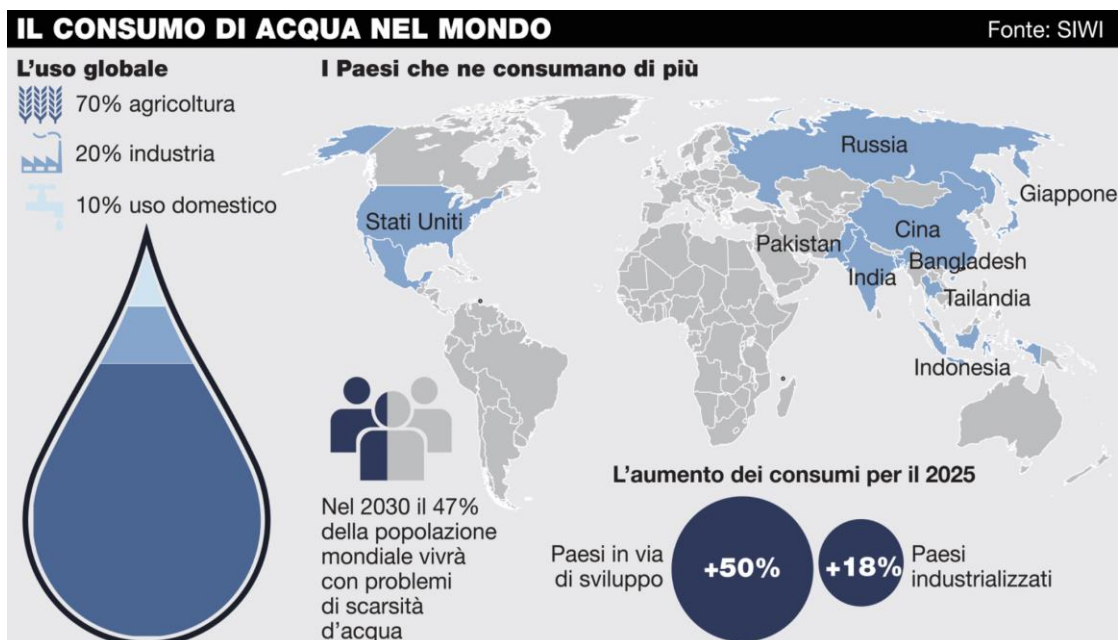 IL CONSUMO DI ACQUA NEL MONDO
Fonte: SIWI
L'uso globale
70% agricoltura
20% industria
10% uso domestico
I Paesi che ne consumano di più
Russia
Giappone
Stati Uniti
Cina
Pakistan
Bangladesh
India
Tailandia
Indonesia
Nel 2030 il 47%
della popolazione
mondiale vivrà
con problemi
di scarsità
d'acqua
L'aumento dei consumi per il 2025
Paesi in via
di sviluppo
+50%
+18%
Paesi
industrializzati